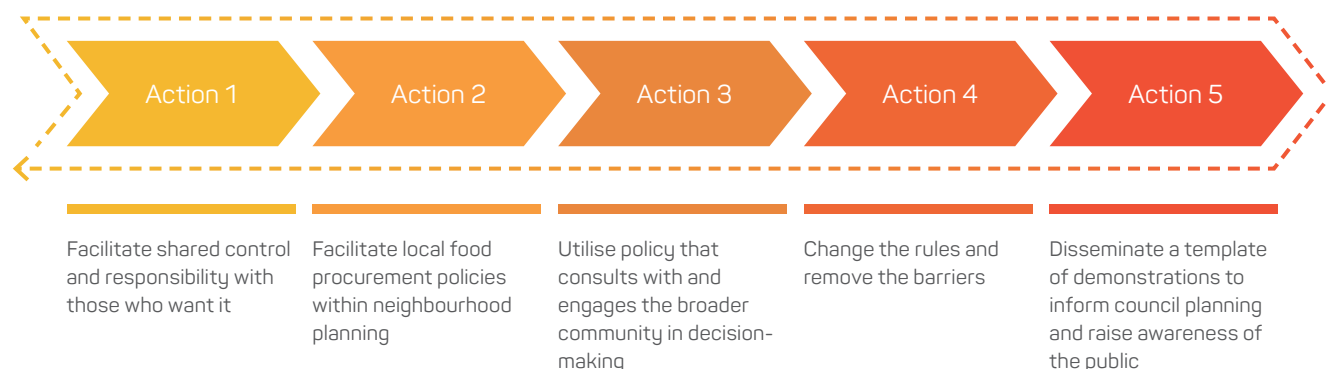 Action 1
Action 2
Action 3
Action 4
Action 5
Facilitate shared control
and responsibility with
those who want it
Facilitate local food
procurement policies
within neighbourhood
planning
Utilise policy that
consults with and
engages the broader
community in decision-
making
Change the rules and
remove the barriers
Disseminate a template
of demonstrations to
inform council planning
and raise awareness of
the public